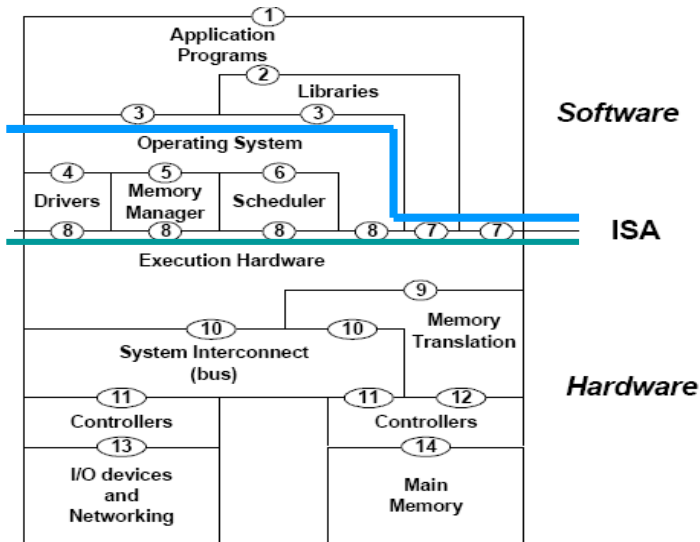 1
Application
Programs
2
Libraries
Software
3 3
Operating System
4 5 6
Drivers Memory Manager Scheduler
8 8 8 8 7 7
ISA
Execution Hardware
9
Memory
Translation
10 10
System Interconnect
(bus)
Hardware
11 11 12
Controllers Controllers
13 14
I/O devices
and
Networking
Main
Memory